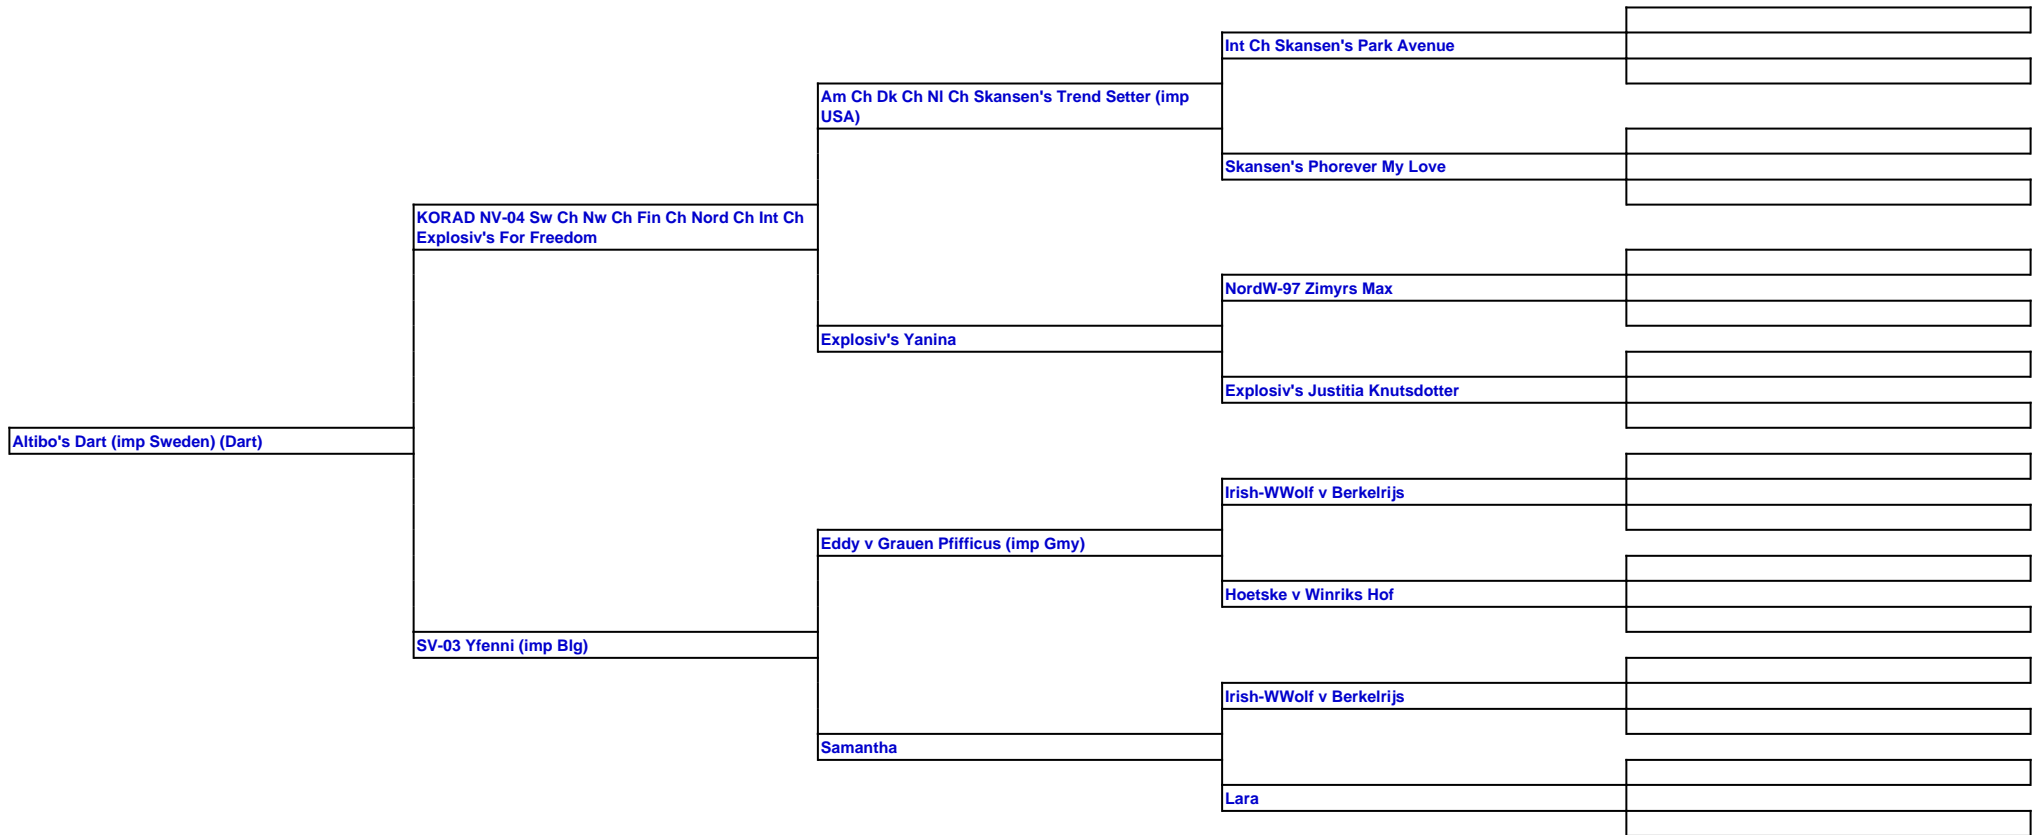 Int Ch Skansen's Park Avenue
Am Ch Dk Ch Nl Ch Skansen's Trend Setter (imp
USA)
Skansen's Phorever My Love
KORAD NV-04 Sw Ch Nw Ch Fin Ch Nord Ch Int Ch
Explosiv's For Freedom
NordW-97 Zimyrs Max
Explosiv's Yanina
Explosiv's Justitia Knutsdotter
Altibo's Dart (imp Sweden) (Dart)
Irish-WWolf v Berkelrijs
Eddy v Grauen Pfifficus (imp Gmy)
Hoetske v Winriks Hof
SV-03 Yfenni (imp Blg)
Irish-WWolf v Berkelrijs
Samantha
Lara